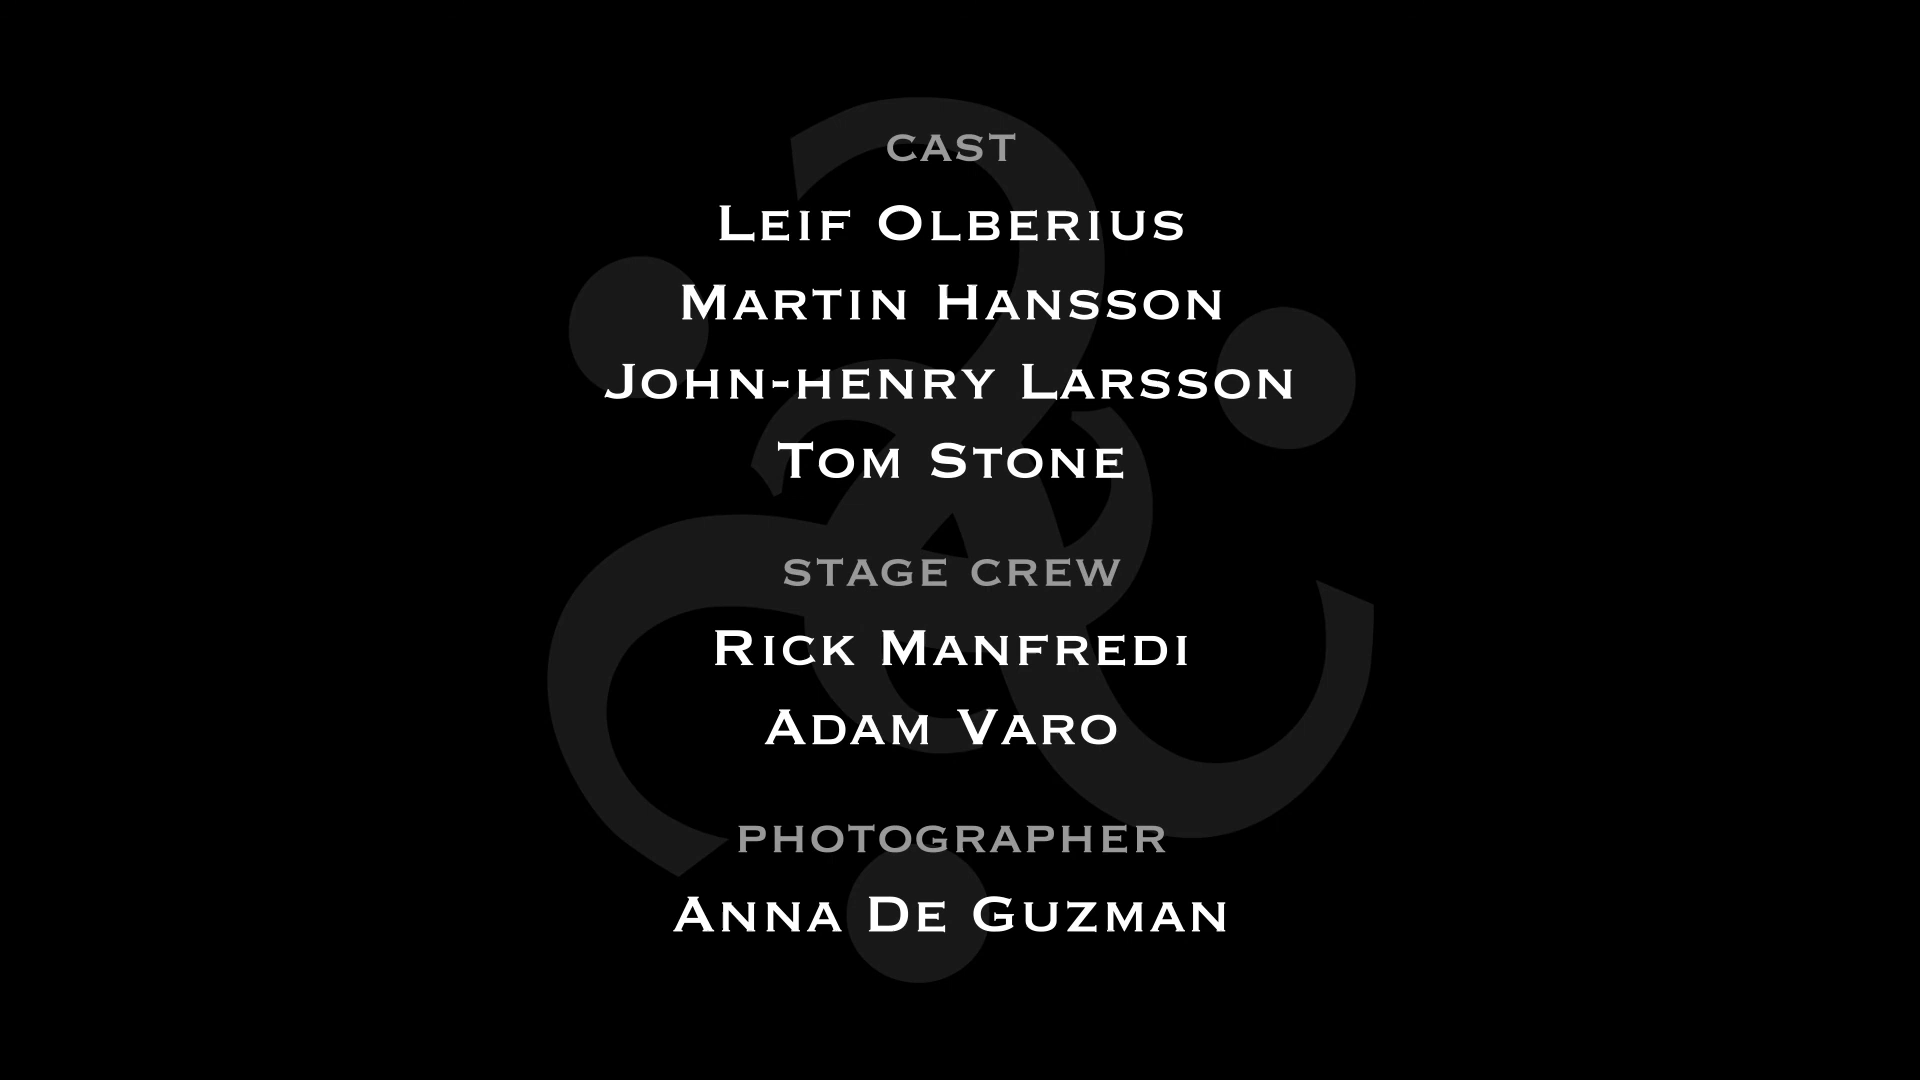 CAST
LEIF OLBERIUS
MARTIN HANSSON
JOHN-HENRY LARSSON
TOM STONE
STAGE CREW
RICK MANFREDI
ADAM VARO
PHOTOGRAPHER
ANNA DE GUZMAN